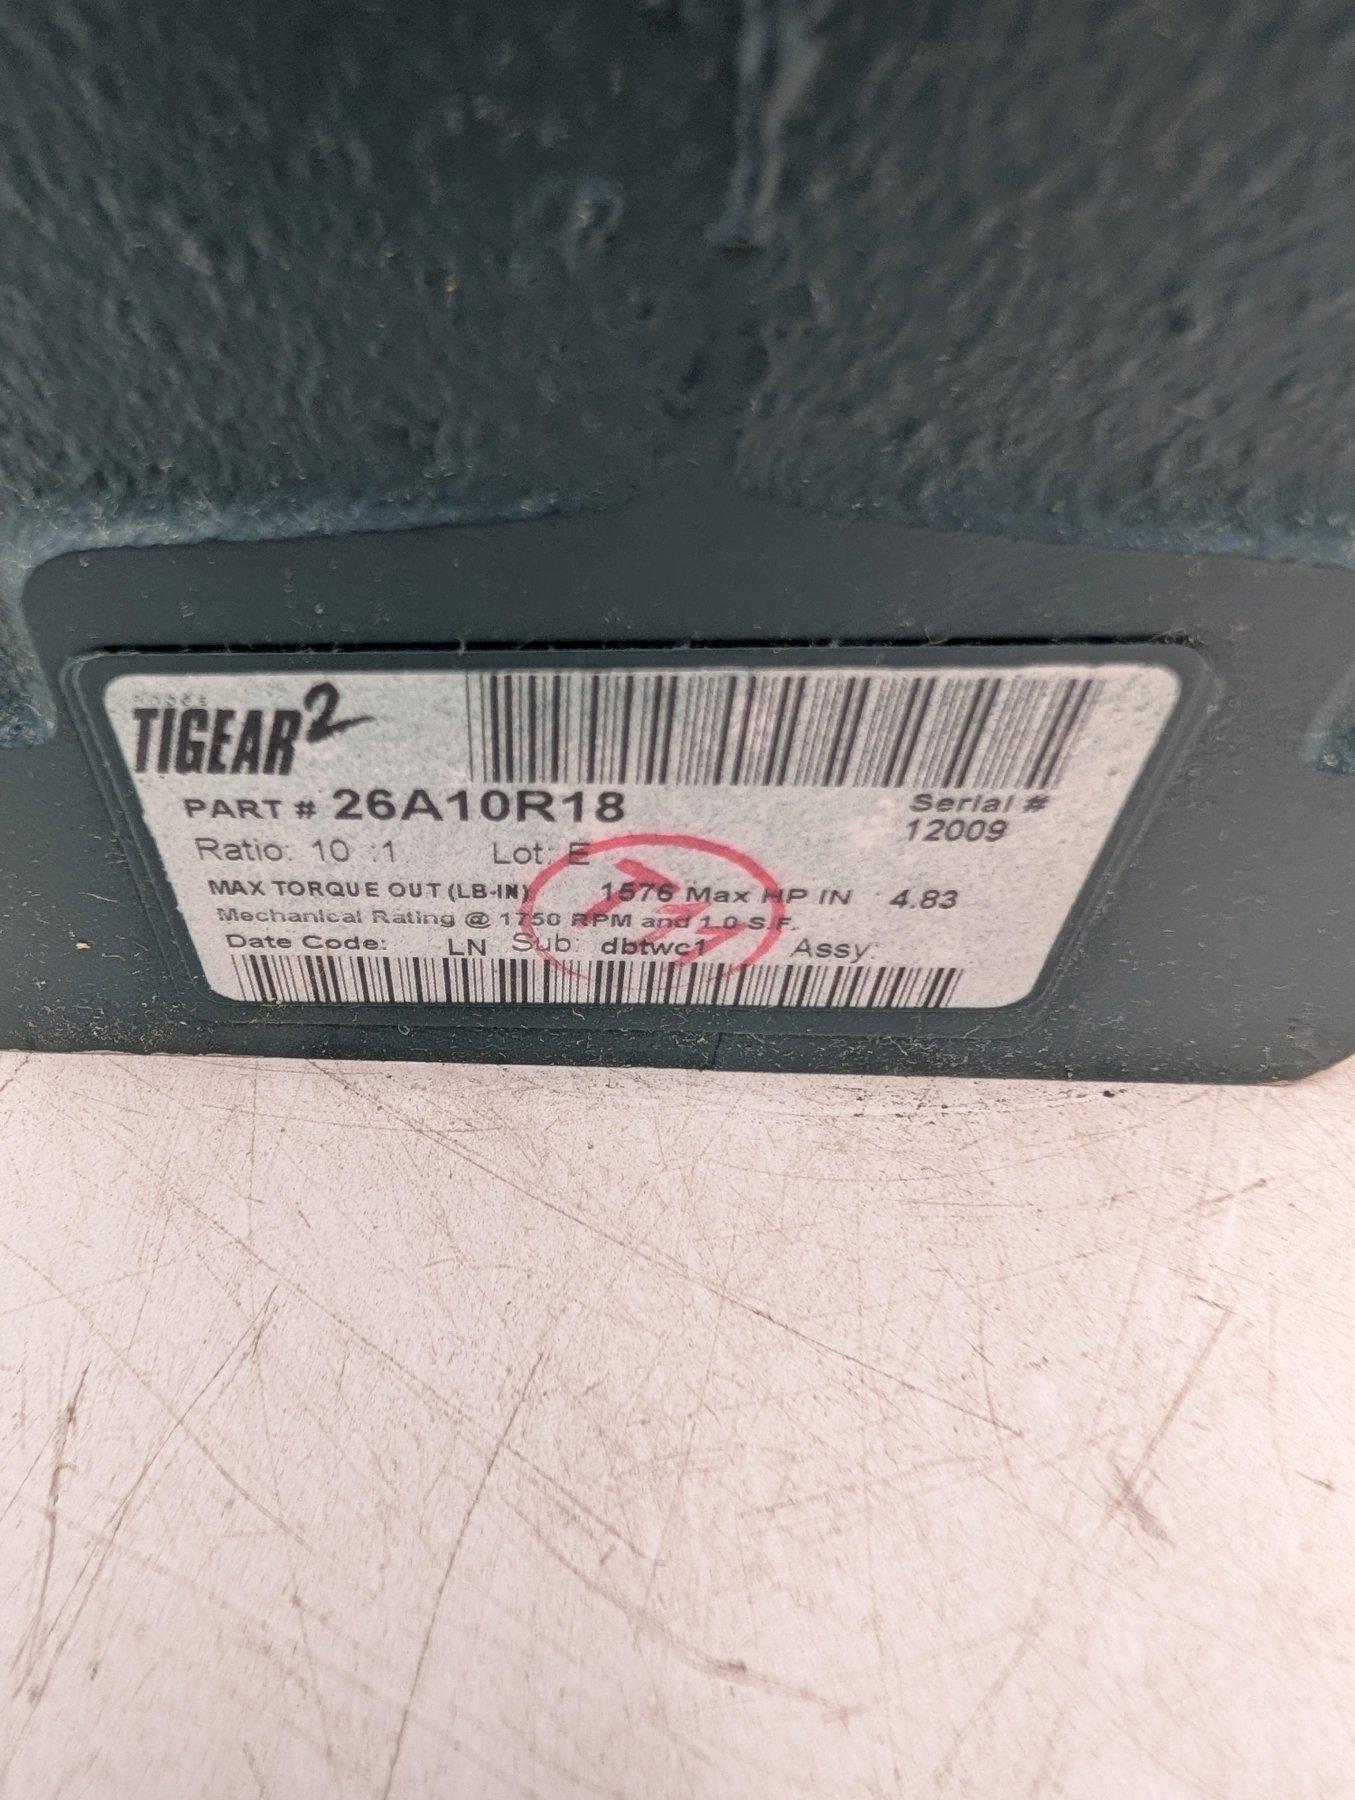 TIGEAR2
PART # 26A10R18
Serial #
12009
Ratio: 10 :1 Lot: E
MAX TORQUE OUT (LB-IN) 1576 Max HP IN 4.83
Mechanical Rating @ 1750 RPM and 1.0 S.F.
Date Code: LN Sub: dbtwc1 Assy: